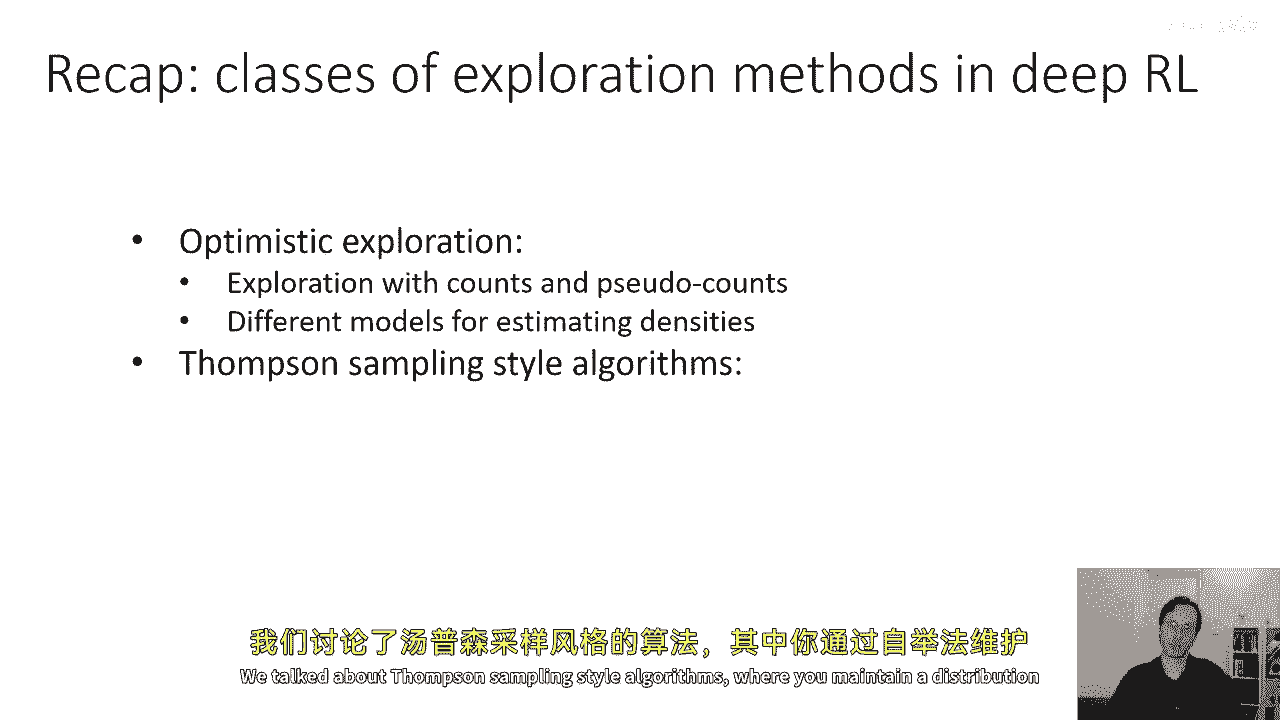 Recap: classes of exploration methods in deep RL
• Optimistic exploration:
• Exploration with counts and pseudo-counts
• Different models for estimating densities
• Thompson sampling style algorithms:
我们讨论了汤普森采样风格的算法，其中你通过自举法维护
We talked about Thompson sampling style algorithms, where you maintain a distribution